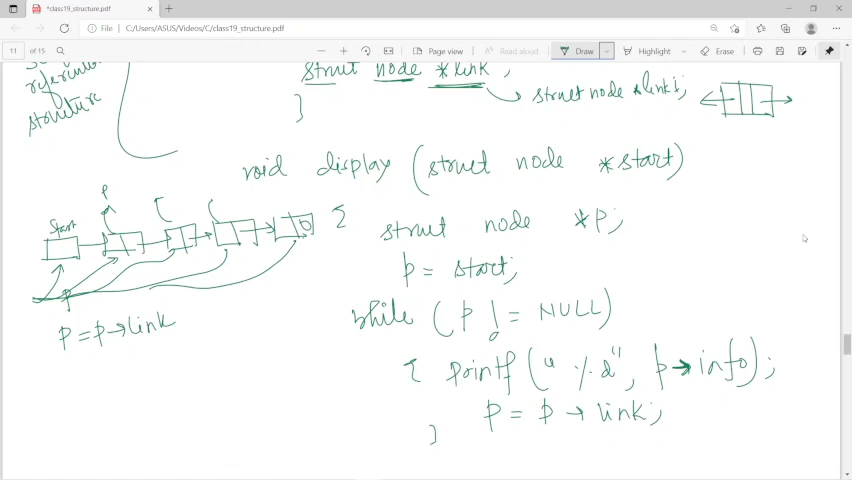 *class19_structure.pdf
File | C:/Users/ASUS/Videos/C/class19_structure.pdf
11 of 15
Page view
Read aloud
Draw
Highlight
Erase
referential
structure
struct node *link ;
struct node *link1;
}
void display (struct node *start)
{
struct node *p;
p = start;
while (p != NULL)
{ printf (" %d", p→info);
p = p → link;
}
P
Start
P
P = P→link